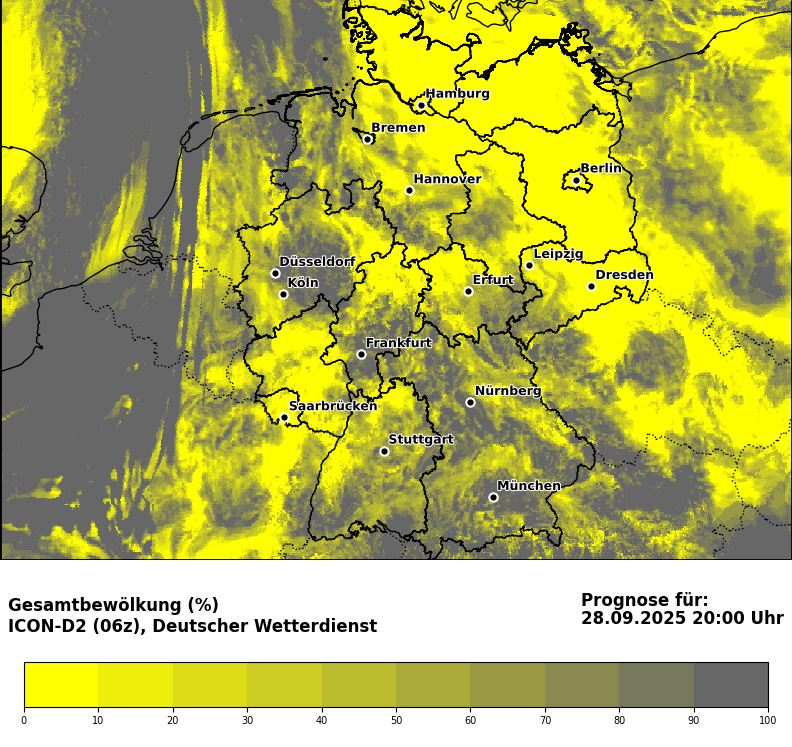 Hamburg
Bremen
Berlin
Hannover
Leipzig
Düsseldorf
Dresden
Köln
Erfurt
Frankfurt
Nürnberg
Saarbrücken
Stuttgart
München
Gesamtbewölkung (%)
ICON-D2 (06z), Deutscher Wetterdienst
Prognose für:
28.09.2025 20:00 Uhr
0 10 20 30 40 50 60 70 80 90 100